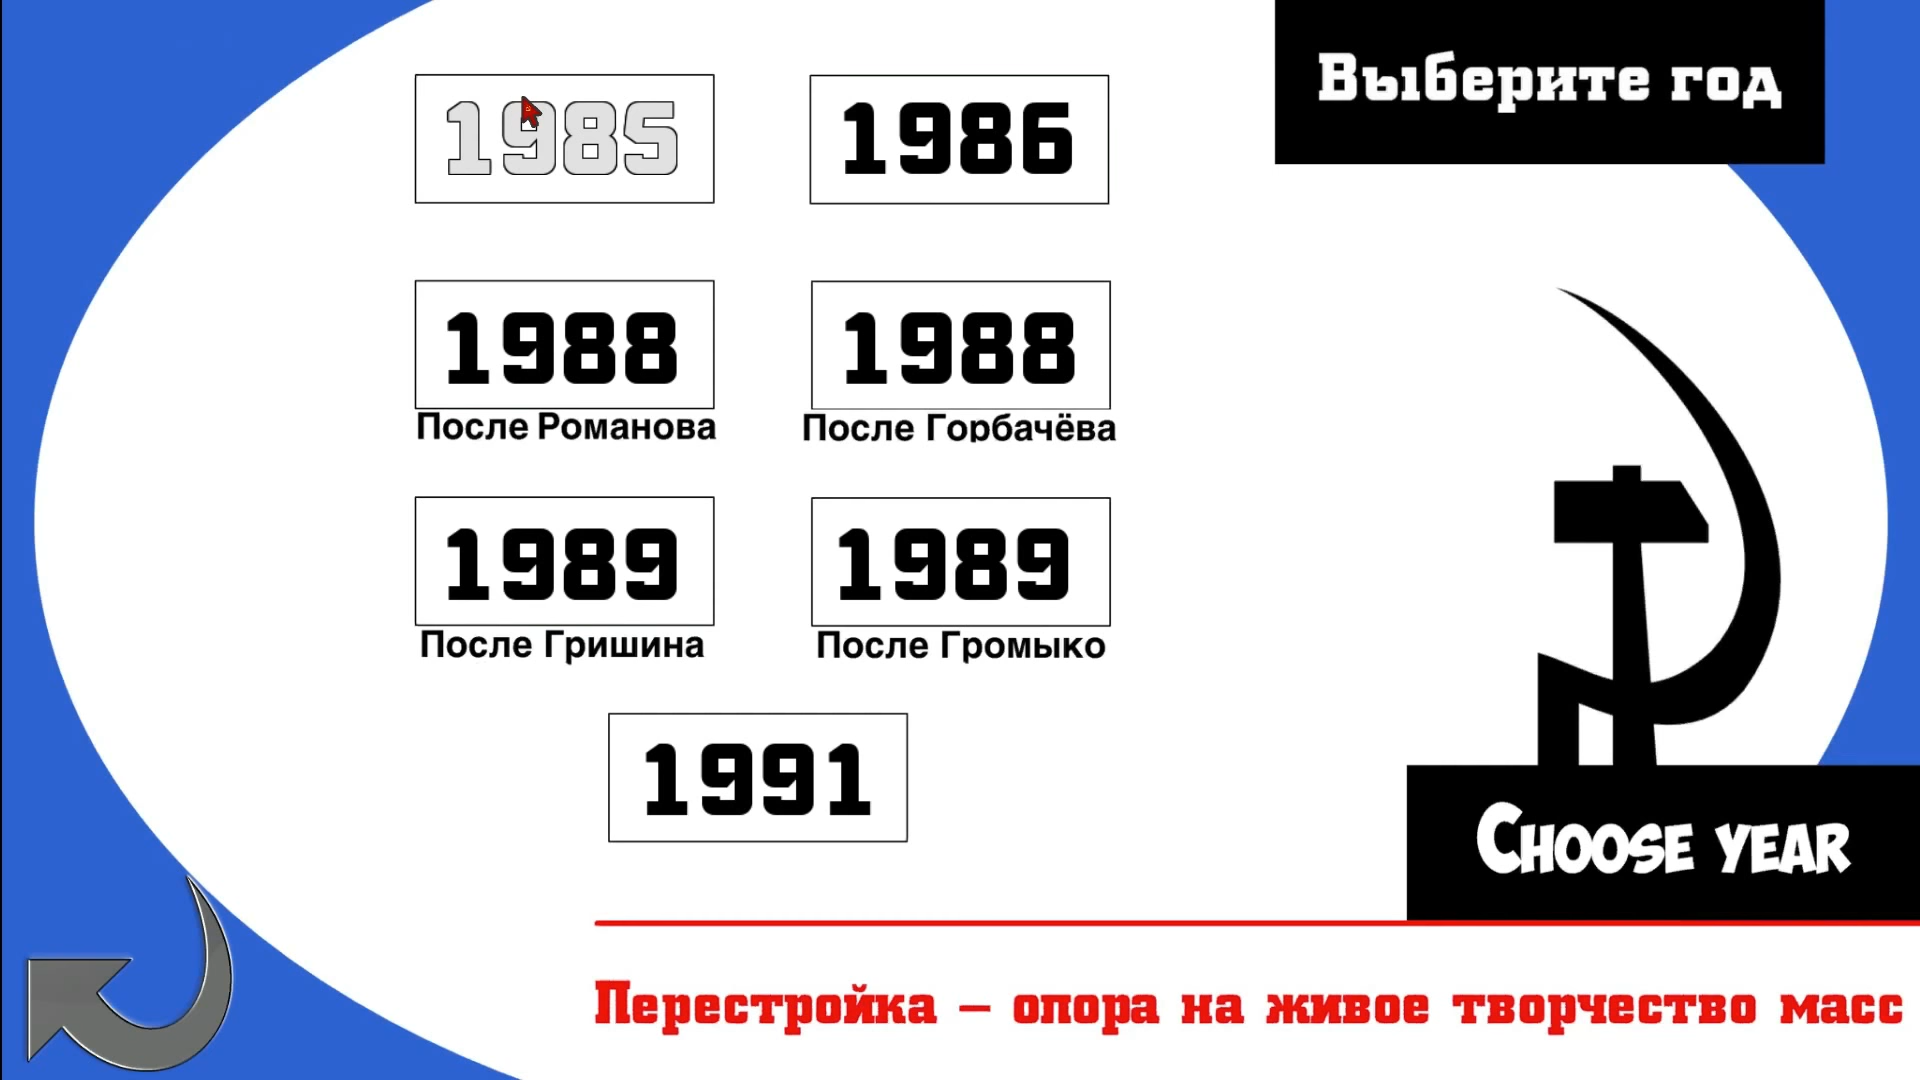 Выберите год
1985
1986
1988
После Романова
1988
После Горбачёва
1989
После Гришина
1989
После Громыко
1991
CHOOSE YEAR
Перестройка – опора на живое творчество масс